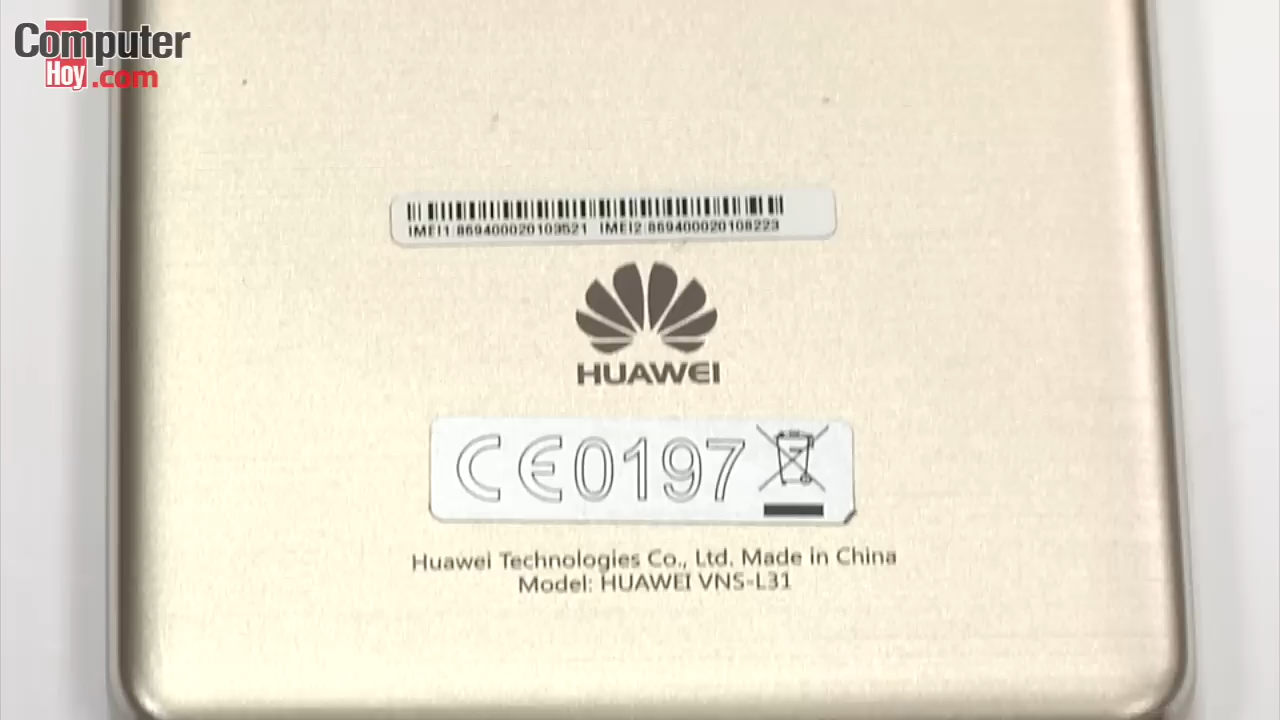 Computer
Hoy.com
IMEI1:869400020103521 IMEI2:869400020108223
HUAWEI
CE0197
Huawei Technologies Co., Ltd. Made in China
Model: HUAWEI VNS-L31